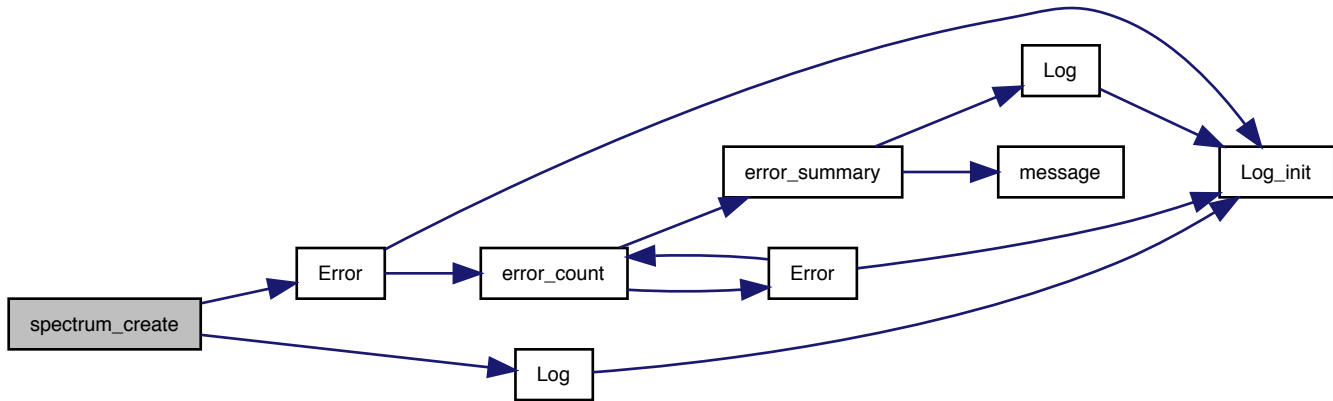 Log
error_summary
message
Log_init
Error
error_count
Error
spectrum_create
Log